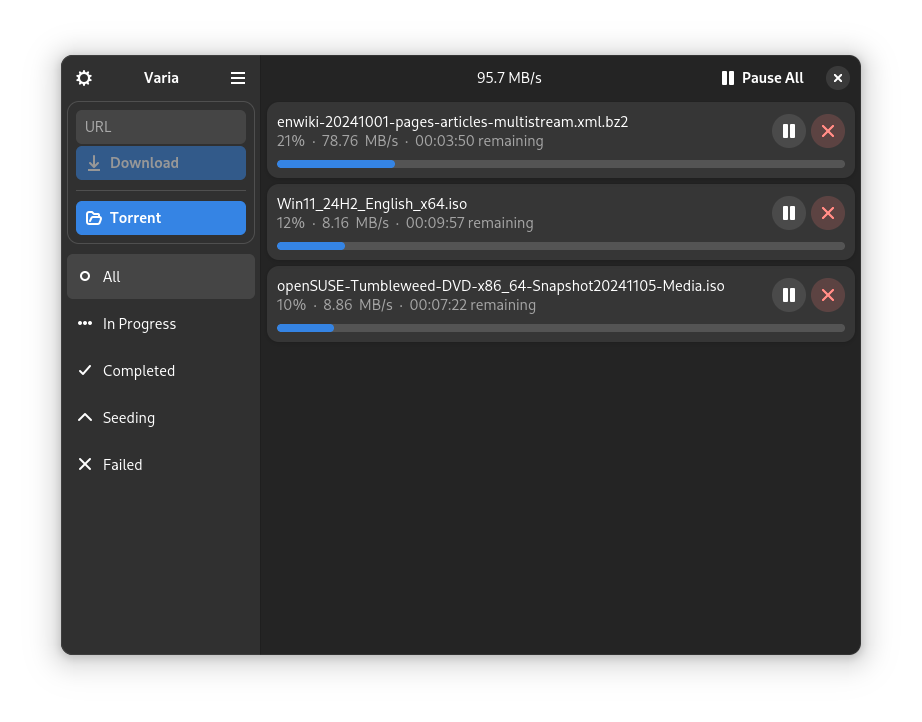 Varia
95.7 MB/s
Pause All
URL
Download
Torrent
All
In Progress
Completed
Seeding
Failed
enwiki-20241001-pages-articles-multistream.xml.bz2
21% · 78.76 MB/s · 00:03:50 remaining
Win11_24H2_English_x64.iso
12% · 8.16 MB/s · 00:09:57 remaining
openSUSE-Tumbleweed-DVD-x86_64-Snapshot20241105-Media.iso
10% · 8.86 MB/s · 00:07:22 remaining